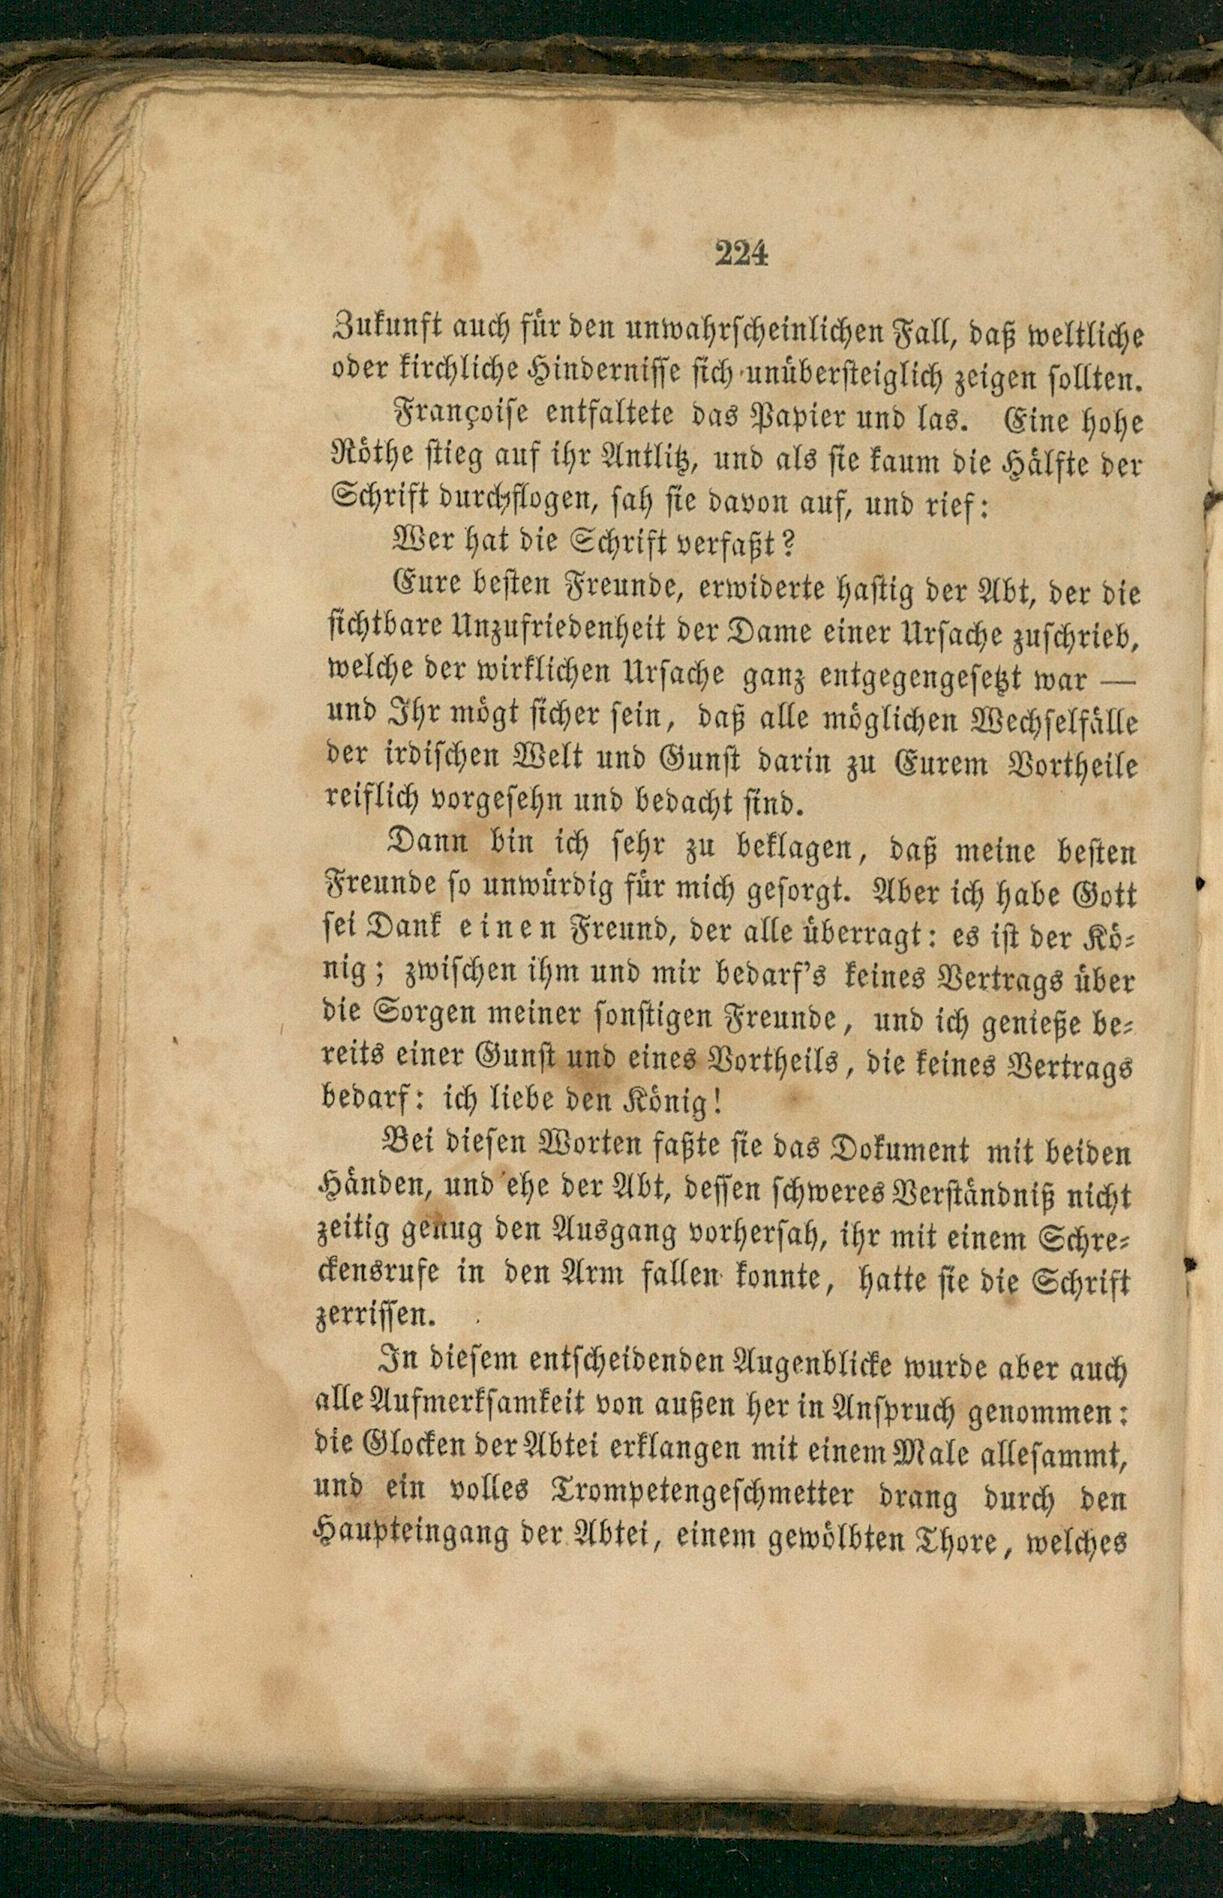 224
Zukunft auch für den unwahrscheinlichen Fall, daß weltliche
oder kirchliche Hindernisse sich unübersteiglich zeigen sollten.
Françoise entfaltete das Papier und las. Eine hohe
Röthe stieg auf ihr Antlitz, und als sie kaum die Hälfte der
Schrift durchflogen, sah sie davon auf, und rief:
Wer hat die Schrift verfaßt?
Eure besten Freunde, erwiderte hastig der Abt, der die
sichtbare Unzufriedenheit der Dame einer Ursache zuschrieb,
welche der wirklichen Ursache ganz entgegengesetzt war —
und Ihr mögt sicher sein, daß alle möglichen Wechselfälle
der irdischen Welt und Gunst darin zu Eurem Vortheile
reiflich vorgesehn und bedacht sind.
Dann bin ich sehr zu beklagen, daß meine besten
Freunde so unwürdig für mich gesorgt. Aber ich habe Gott
sei Dank einen Freund, der alle überragt: es ist der Kö-
nig; zwischen ihm und mir bedarf's keines Vertrags über
die Sorgen meiner sonstigen Freunde, und ich genieße be-
reits einer Gunst und eines Vortheils, die keines Vertrags
bedarf: ich liebe den König!
Bei diesen Worten faßte sie das Dokument mit beiden
Händen, und ehe der Abt, dessen schweres Verständniß nicht
zeitig genug den Ausgang vorhersah, ihr mit einem Schre-
ckensrufe in den Arm fallen konnte, hatte sie die Schrift
zerrissen.
In diesem entscheidenden Augenblicke wurde aber auch
alle Aufmerksamkeit von außen her in Anspruch genommen:
die Glocken der Abtei erklangen mit einem Male allesammt,
und ein volles Trompetengeschmetter drang durch den
Haupteingang der Abtei, einem gewölbten Thore, welches